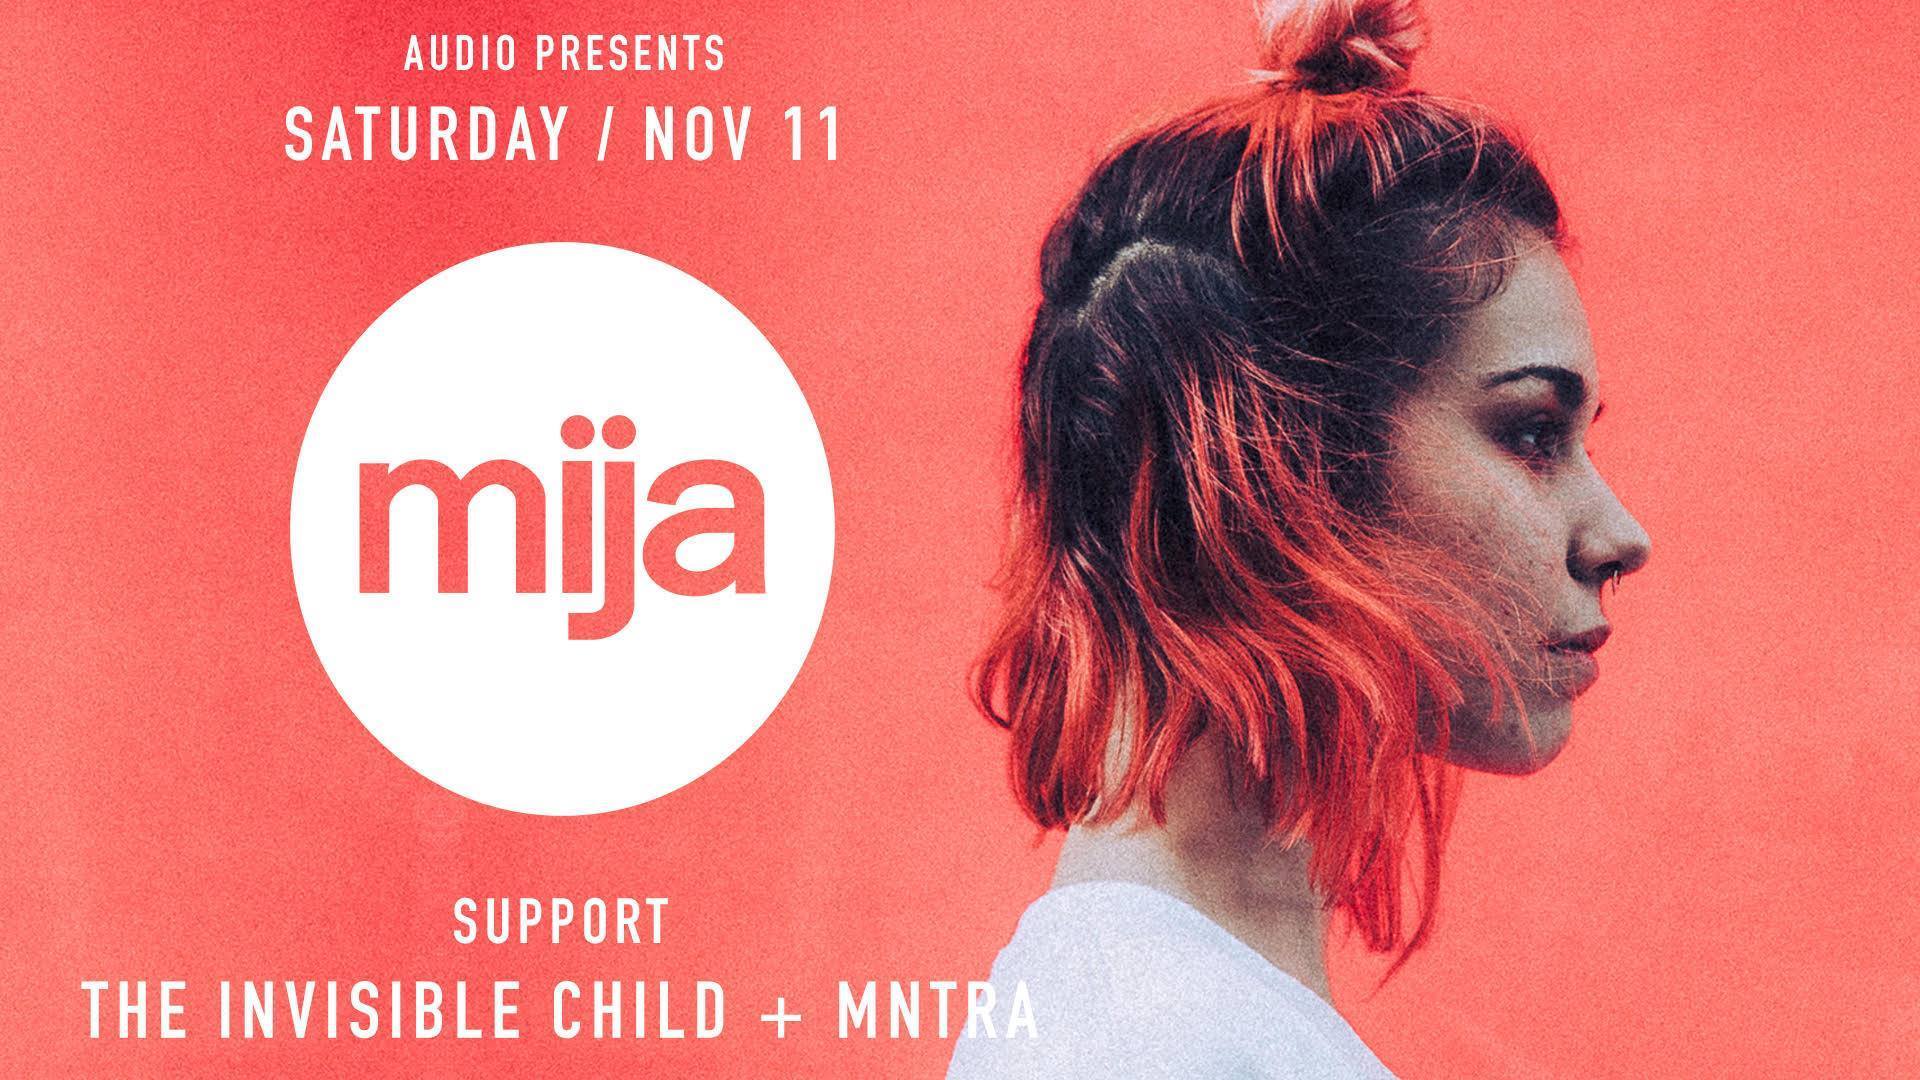 AUDIO PRESENTS
SATURDAY / NOV 11
mija
SUPPORT
THE INVISIBLE CHILD + MNTRA